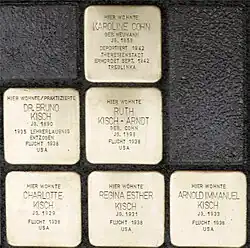 HIER WOHNTE
KAROLINE COHN
GEB. NEUMANN
JG. 1859
DEPORTIERT 1942
THERESIENSTADT
ERMORDET SEPT. 1942
TREBLINKA
HIER WOHNTE/PRAKTIZIERTE
DR. BRUNO
KISCH
JG. 1890
1935 LEHRERLAUBNIS
ENTZOGEN
FLUCHT 1938
USA
HIER WOHNTE
RUTH
KISCH-ARNDT
GEB. COHN
JG. 1898
FLUCHT 1938
USA
HIER WOHNTE
CHARLOTTE
KISCH
JG. 1929
FLUCHT 1938
USA
HIER WOHNTE
REGINA ESTHER
KISCH
JG. 1931
FLUCHT 1938
USA
HIER WOHNTE
ARNOLD IMMANUEL
KISCH
JG. 1933
FLUCHT 1938
USA